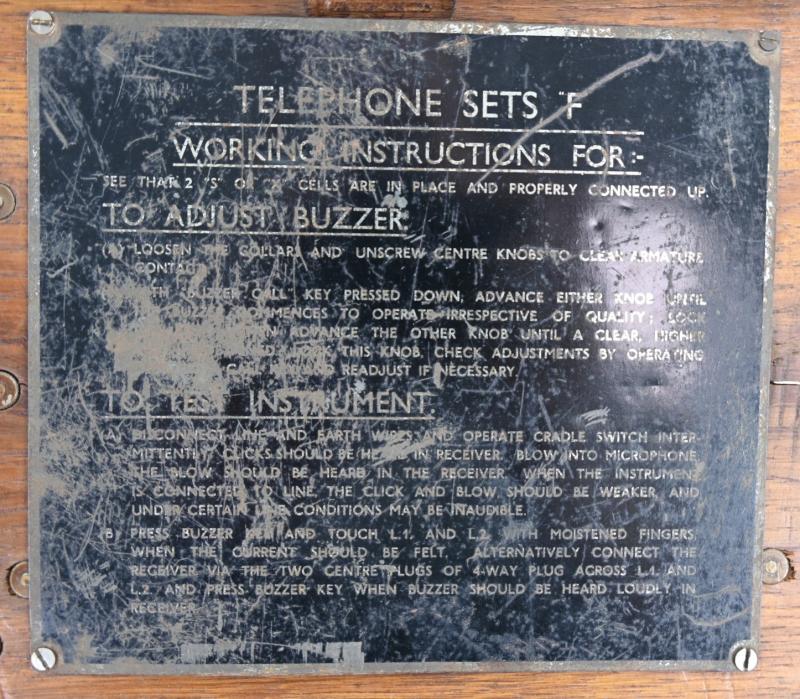 TELEPHONE SETS "F
WORKING INSTRUCTIONS FOR:-
SEE THAT 2 "S" OR "X" CELLS ARE IN PLACE AND PROPERLY CONNECTED UP.
TO ADJUST BUZZER.
(A) LOOSEN THE COLLARS AND UNSCREW CENTRE KNOBS TO CLEAR ARMATURE
CONTACT
BUZZER CALL" KEY PRESSED DOWN, ADVANCE EITHER KNOB UNTIL
BUZZER COMMENCES TO OPERATE IRRESPECTIVE OF QUALITY; LOCK
ADVANCE THE OTHER KNOB UNTIL A CLEAR, HIGHER
LOCK THIS KNOB. CHECK ADJUSTMENTS BY OPERATING
AND READJUST IF NECESSARY.
TO TEST INSTRUMENT
(A) DISCONNECT LINE AND EARTH WIRES AND OPERATE CRADLE SWITCH INTER-
MITTENTLY, CLICKS SHOULD BE HEARD IN RECEIVER. BLOW INTO MICROPHONE
THE BLOW SHOULD BE HEARD IN THE RECEIVER. WHEN THE INSTRUMENT
IS CONNECTED TO LINE, THE CLICK AND BLOW SHOULD BE WEAKER, AND
UNDER CERTAIN LINE CONDITIONS MAY BE INAUDIBLE.
(B) PRESS BUZZER KEY AND TOUCH L.1. AND L.2. WITH MOISTENED FINGERS,
WHEN THE CURRENT SHOULD BE FELT. ALTERNATIVELY CONNECT THE
RECEIVER VIA THE TWO CENTRE PLUGS OF 4-WAY PLUG ACROSS L.1. AND
L.2. AND PRESS BUZZER KEY WHEN BUZZER SHOULD BE HEARD LOUDLY IN
RECEIVER.